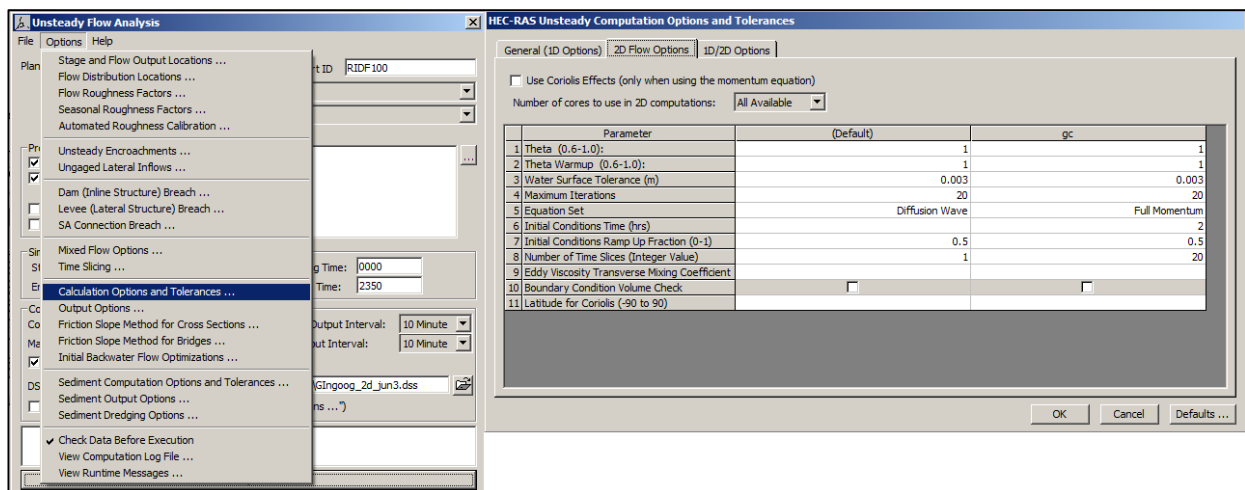 Unsteady Flow Analysis
File Options Help
Plan
rt ID RIDF100
Stage and Flow Output Locations ...
Flow Distribution Locations ...
Flow Roughness Factors ...
Seasonal Roughness Factors ...
Automated Roughness Calibration ...
Unsteady Encroachments ...
Ungaged Lateral Inflows ...
Dam (Inline Structure) Breach ...
Levee (Lateral Structure) Breach ...
SA Connection Breach ...
Mixed Flow Options ...
Time Slicing ...
Calculation Options and Tolerances ...
Output Options ...
Friction Slope Method for Cross Sections ...
Friction Slope Method for Bridges ...
Initial Backwater Flow Optimizations ...
Sediment Computation Options and Tolerances ...
Sediment Output Options ...
Sediment Dredging Options ...
Check Data Before Execution
View Computation Log File ...
View Runtime Messages ...
Pr
...
Sir
St
g Time: 0000
En
Time: 2350
Co
Co
Output Interval: 10 Minute
Ma
ut Interval: 10 Minute
DS
\GIngoog_2d_jun3.dss
ns ...")
HEC-RAS Unsteady Computation Options and Tolerances
General (1D Options) 2D Flow Options 1D/2D Options
Use Coriolis Effects (only when using the momentum equation)
Number of cores to use in 2D computations: All Available
Parameter (Default) gc
1 Theta (0.6-1.0): 1 1
2 Theta Warmup (0.6-1.0): 1 1
3 Water Surface Tolerance (m) 0.003 0.003
4 Maximum Iterations 20 20
5 Equation Set Diffusion Wave Full Momentum
6 Initial Conditions Time (hrs) 2
7 Initial Conditions Ramp Up Fraction (0-1) 0.5 0.5
8 Number of Time Slices (Integer Value) 1 20
9 Eddy Viscosity Transverse Mixing Coefficient
10 Boundary Condition Volume Check
11 Latitude for Coriolis (-90 to 90)
OK Cancel Defaults ...